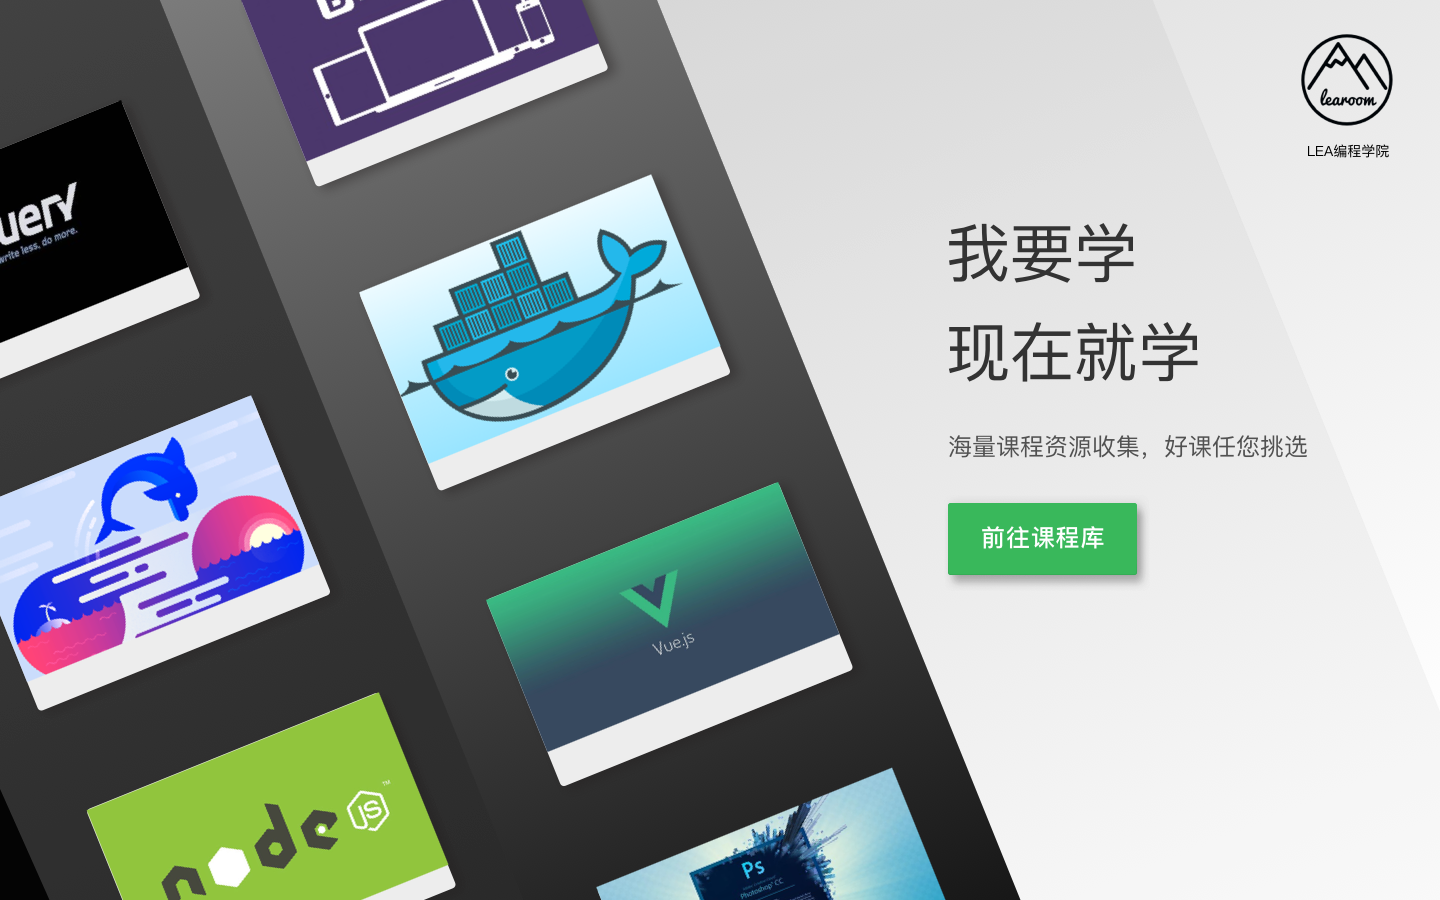 learoom
LEA编程学院
我要学
现在就学
海量课程资源收集，好课任您挑选
前往课程库
write less, do more.
Vue.js
node
JS
TM
Ps
Photoshop CC